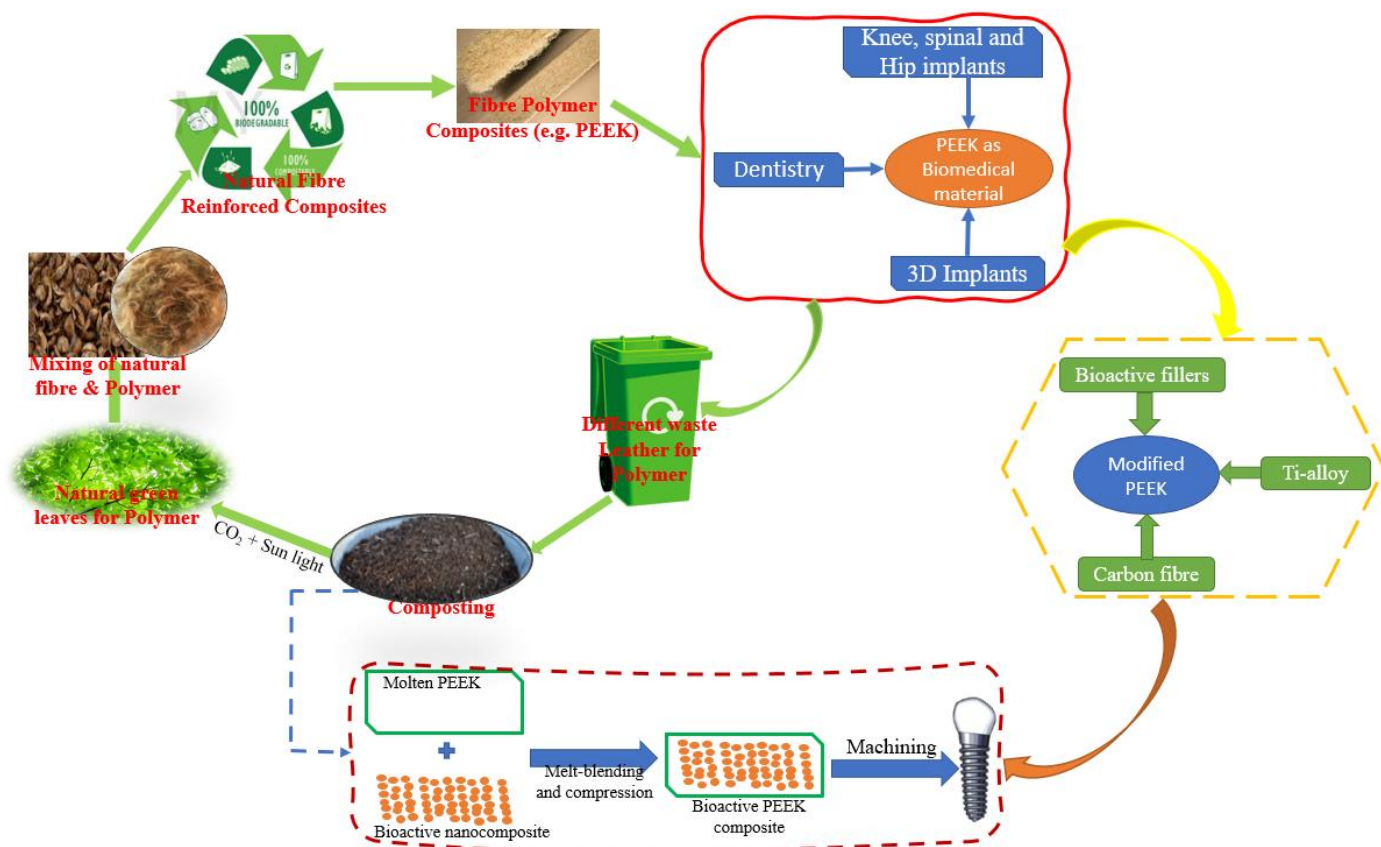 100%
BIODEGRADABLE
100%
COMPOSTABLE
Natural Fibre
Reinforced Composites
Fibre Polymer
Composites (e.g. PEEK)
Knee, spinal and
Hip implants
Dentistry
PEEK as
Biomedical
material
3D Implants
Mixing of natural
fibre & Polymer
Natural green
leaves for Polymer
CO₂ + Sun light
Different waste
Leather for
Polymer
Composting
Bioactive fillers
Modified
PEEK
Ti-alloy
Carbon fibre
Molten PEEK
+
Bioactive nanocomposite
Melt-blending
and compression
Bioactive PEEK
composite
Machining